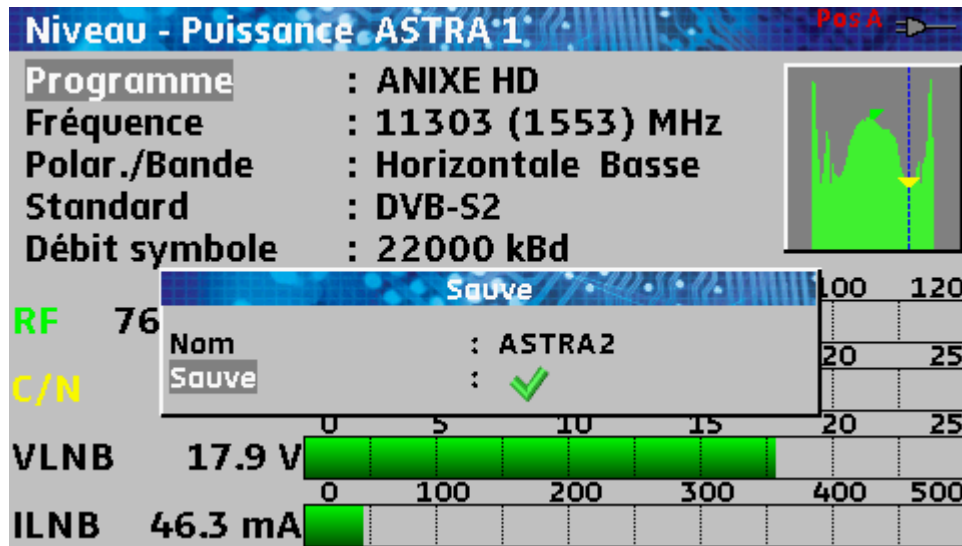 Niveau - Puissance ASTRA 1 Pos A
Programme : ANIXE HD
Fréquence : 11303 (1553) MHz
Polar./Bande : Horizontale Basse
Standard : DVB-S2
Débit symbole : 22000 kBd
Sauve
100 120
RF 76
Nom : ASTRA2
20 25
Sauve :
C/N
0 5 10 15 20 25
VLNB 17.9 V
0 100 200 300 400 500
ILNB 46.3 mA